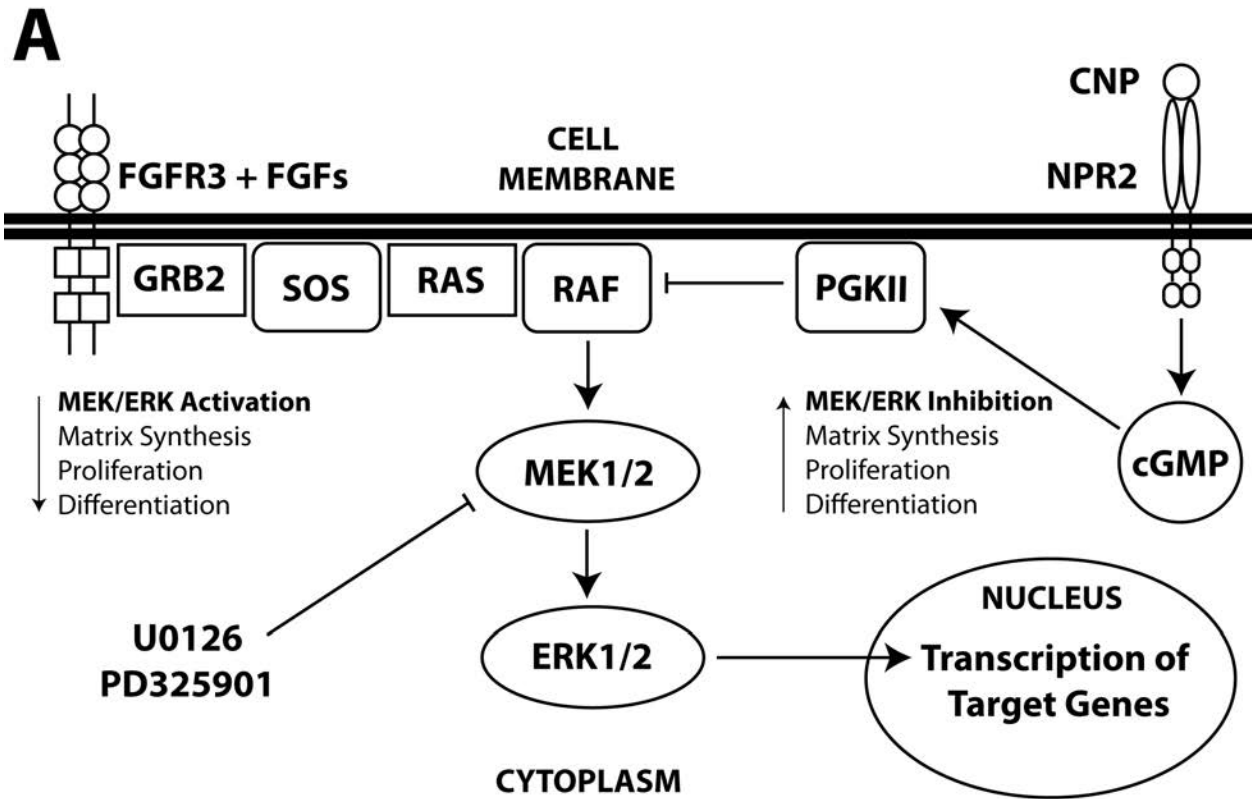 A
CNP
CELL
MEMBRANE
FGFR3 + FGFs
NPR2
GRB2
SOS
RAS
RAF
PGKII
MEK/ERK Activation
Matrix Synthesis
Proliferation
Differentiation
MEK/ERK Inhibition
Matrix Synthesis
Proliferation
Differentiation
cGMP
MEK1/2
U0126
PD325901
ERK1/2
NUCLEUS
Transcription of
Target Genes
CYTOPLASM